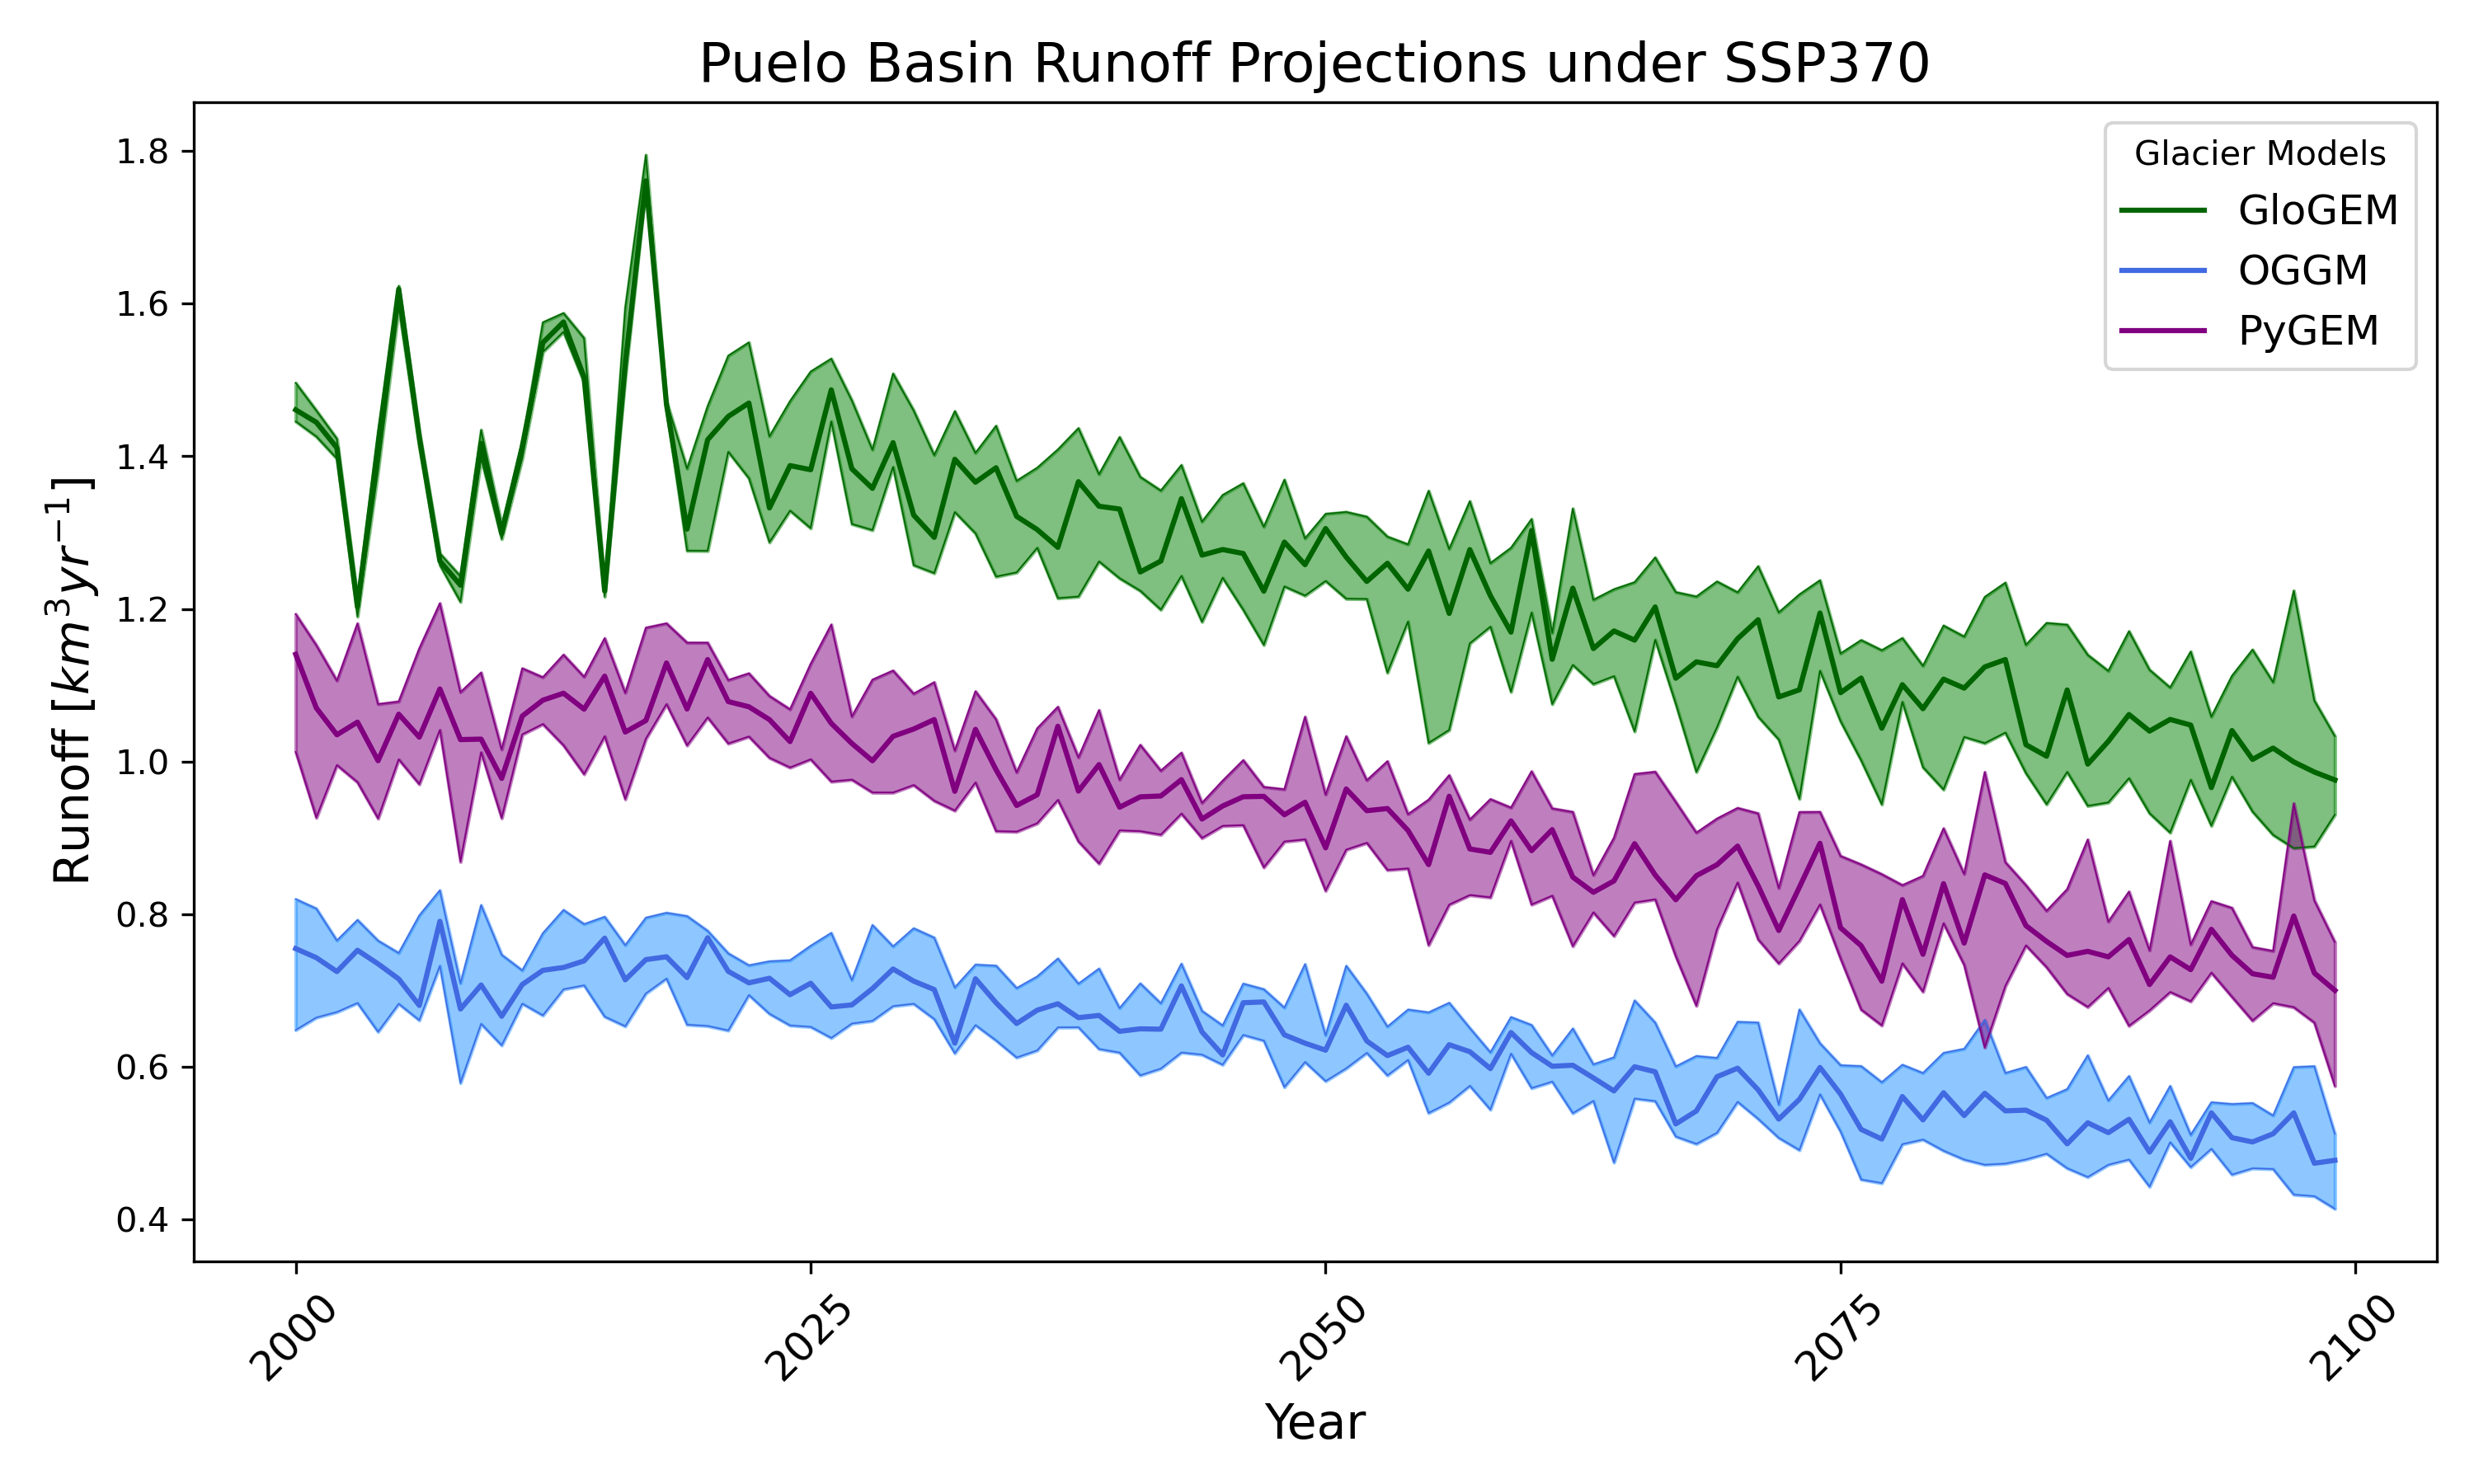 Puelo Basin Runoff Projections under SSP370
Runoff [km³yr⁻¹]
1.8
1.6
1.4
1.2
1.0
0.8
0.6
0.4
Glacier Models
GloGEM
OGGM
PyGEM
2000
2025
2050
2075
2100
Year